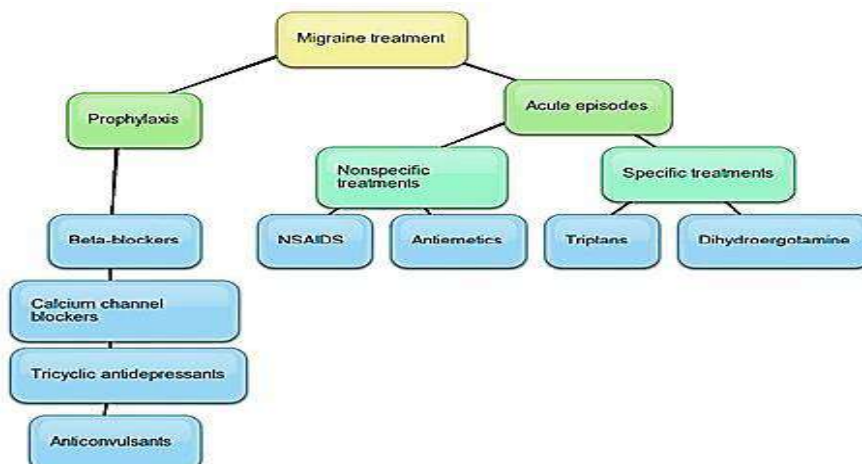 Migraine treatment
Prophylaxis
Acute episodes
Nonspecific
treatments
Specific treatments
Beta-blockers
NSAIDS
Antiemetics
Triptans
Dihydroergotamine
Calcium channel
blockers
Tricyclic antidepressants
Anticonvulsants